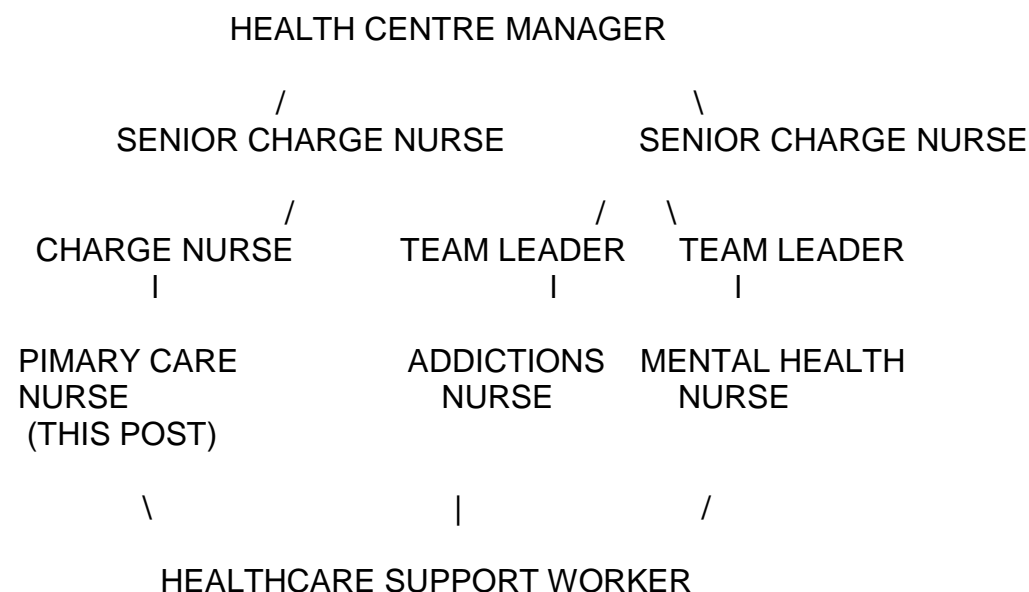 HEALTH CENTRE MANAGER
/ \
SENIOR CHARGE NURSE SENIOR CHARGE NURSE
/ / \
CHARGE NURSE TEAM LEADER TEAM LEADER
I I I
PIMARY CARE ADDICTIONS MENTAL HEALTH
NURSE NURSE NURSE
(THIS POST)
\ | /
HEALTHCARE SUPPORT WORKER